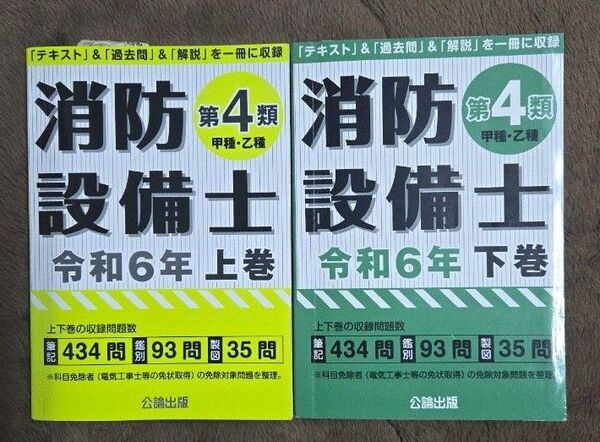 「テキスト」&「過去問」&「解説」を一冊に収録
消防
第4類
甲種・乙種
設備士
令和6年 上巻
上下巻の収録問題数
筆記 434問 鑑別 93問 製図 35問
※科目免除者(電気工事士等の免状取得)の免除対象問題を整理。
公論出版
「テキスト」&「過去問」&「解説」を一冊に収録
消防
第4類
甲種・乙種
設備士
令和6年 下巻
上下巻の収録問題数
筆記 434問 鑑別 93問 製図 35問
※科目免除者(電気工事士等の免状取得)の免除対象問題を整理
公論出版